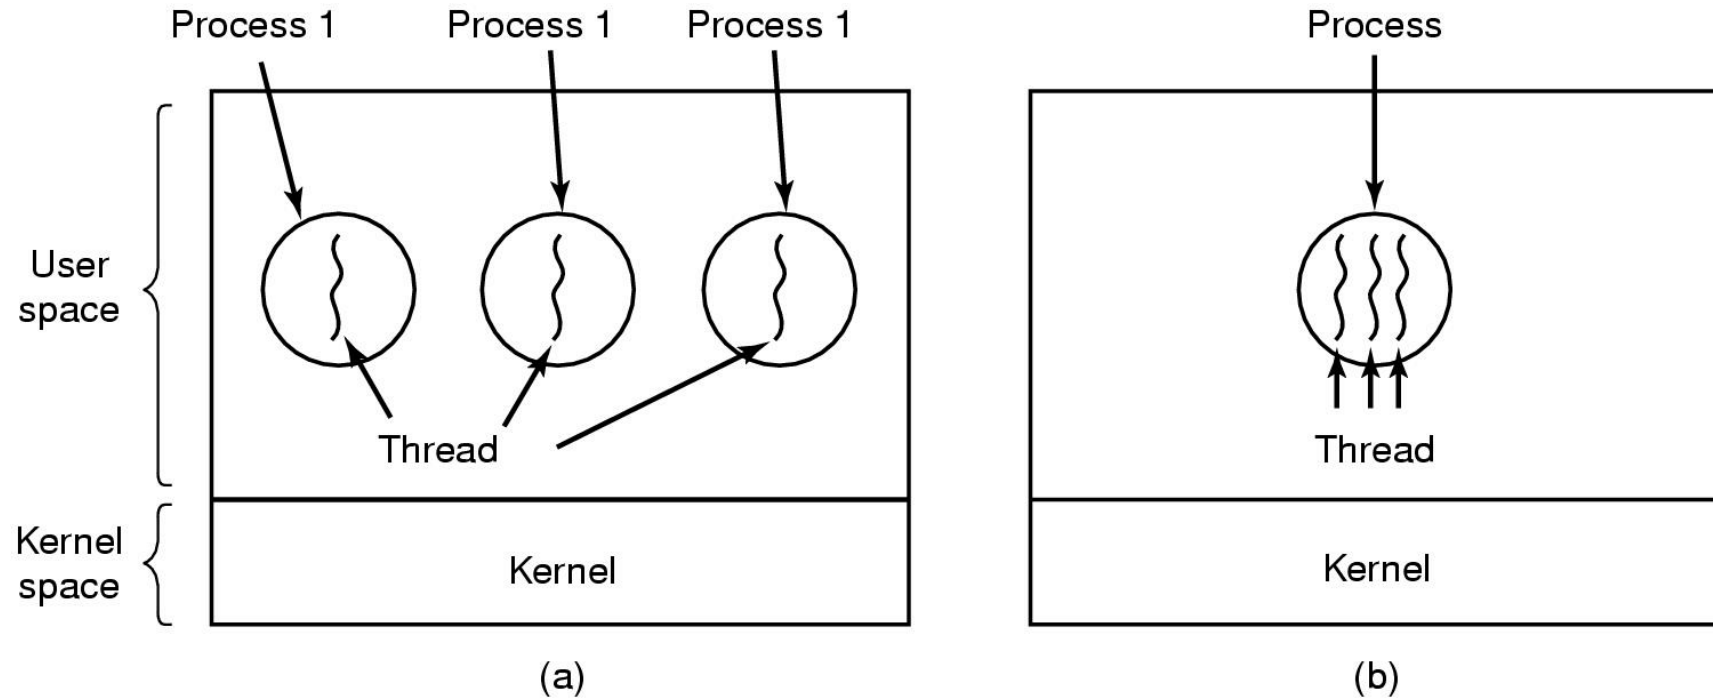 Process 1
Process 1
Process 1
Process
User
space
Thread
Thread
Kernel
space
Kernel
Kernel
(a)
(b)